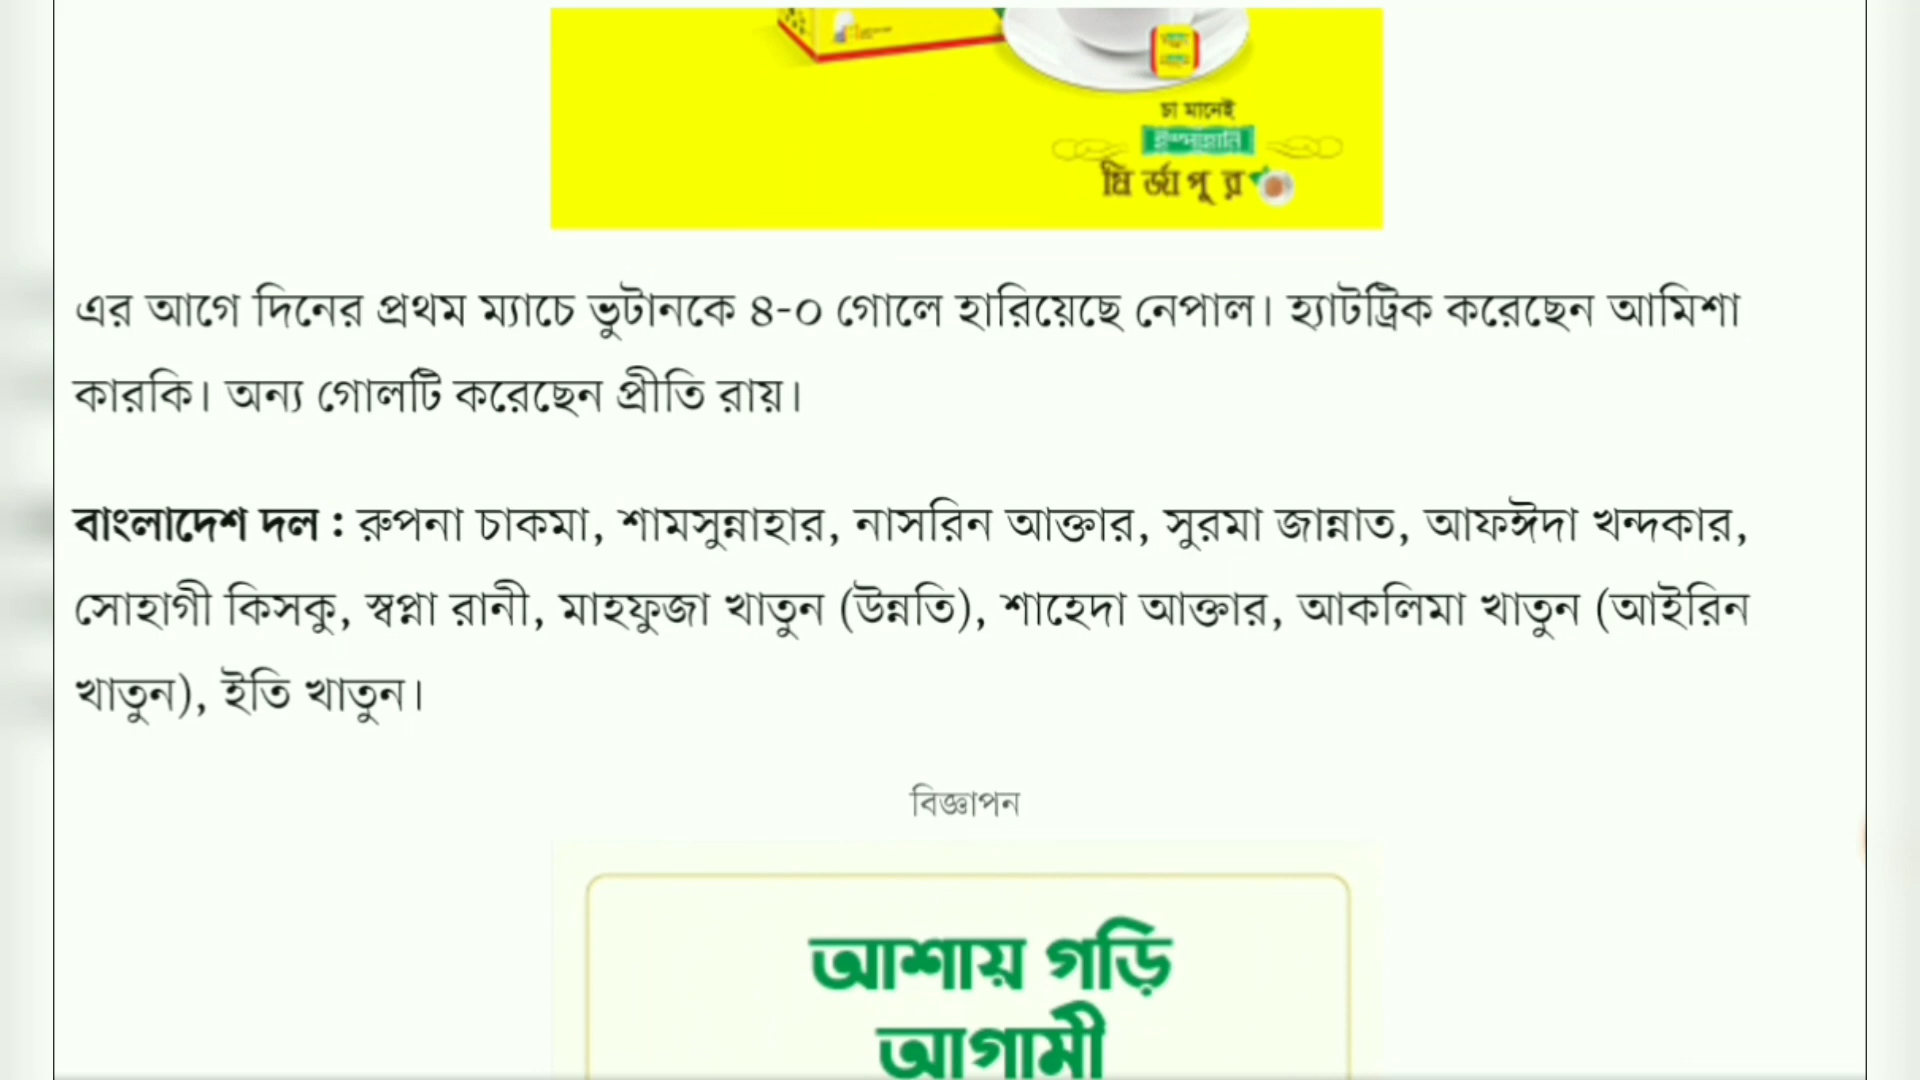 চা মানেই
ইস্পাহানি
মির্জাপুর
এর আগে দিনের প্রথম ম্যাচে ভুটানকে ৪-০ গোলে হারিয়েছে নেপাল। হ্যাটট্রিক করেছেন আমিশা
কারকি। অন্য গোলটি করেছেন প্রীতি রায়।
বাংলাদেশ দল : রুপনা চাকমা, শামসুন্নাহার, নাসরিন আক্তার, সুরমা জান্নাত, আফঈদা খন্দকার,
সোহাগী কিসকু, স্বপ্না রানী, মাহফুজা খাতুন (উন্নতি), শাহেদা আক্তার, আকলিমা খাতুন (আইরিন
খাতুন), ইতি খাতুন।
বিজ্ঞাপন
আশায় গড়ি
আগামী